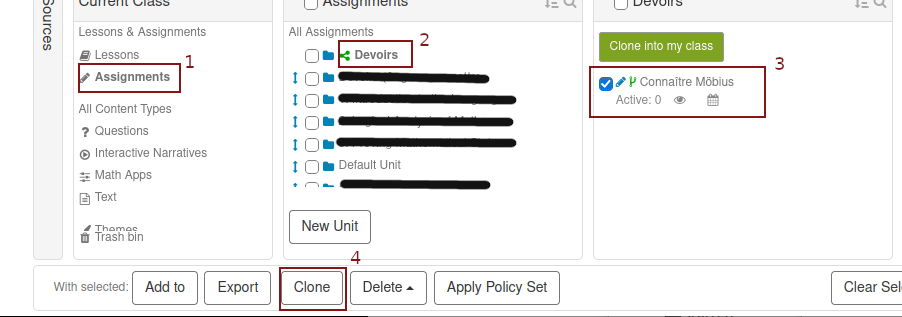 Sources
Current Class
Lessons & Assignments
Lessons
Assignments
1
All Content Types
Questions
Interactive Narratives
Math Apps
Text
Themes
Trash bin
Assignments
All Assignments
2
Devoirs
Default Unit
New Unit
Devoirs
Clone into my class
3
Connaître Möbius
Active: 0
4
With selected:
Add to
Export
Clone
Delete
Apply Policy Set
Clear Sel